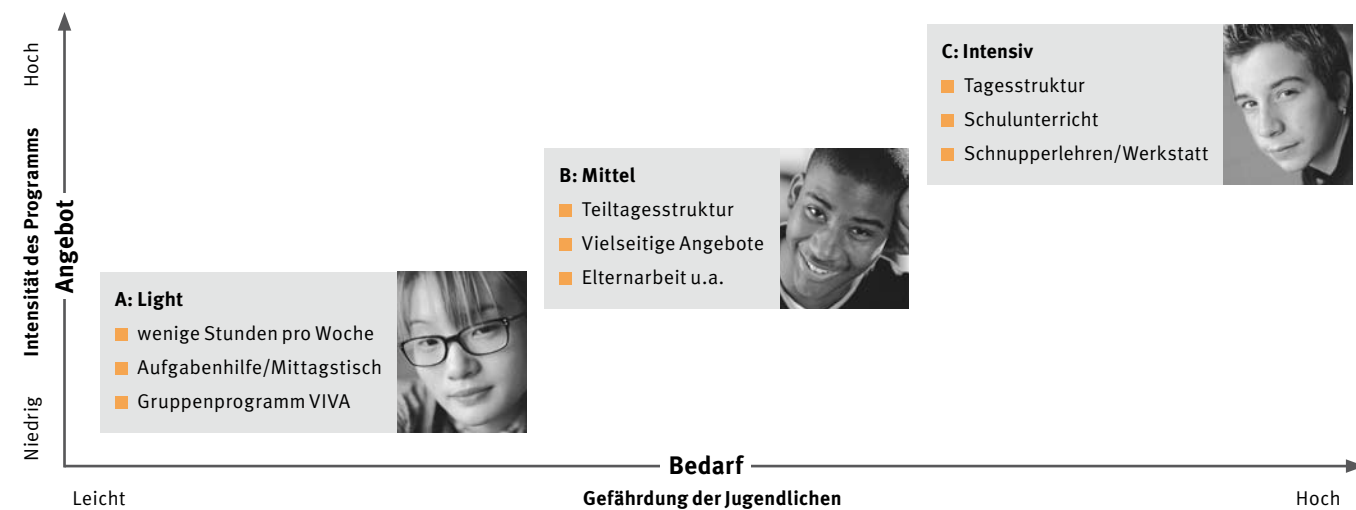 Hoch
Intensität des Programms
Angebot
Niedrig
A: Light
wenige Stunden pro Woche
Aufgabenhilfe/Mittagstisch
Gruppenprogramm VIVA
B: Mittel
Teiltagesstruktur
Vielseitige Angebote
Elternarbeit u.a.
C: Intensiv
Tagesstruktur
Schulunterricht
Schnupperlehren/Werkstatt
Bedarf
Leicht
Gefährdung der Jugendlichen
Hoch